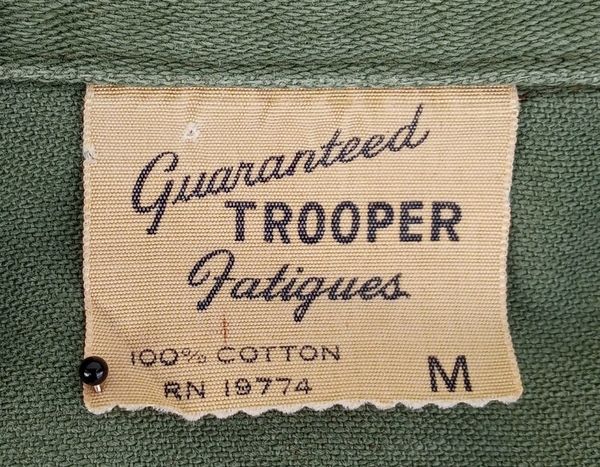 Guaranteed
TROOPER
Fatigues
100% COTTON
RN 19774
M